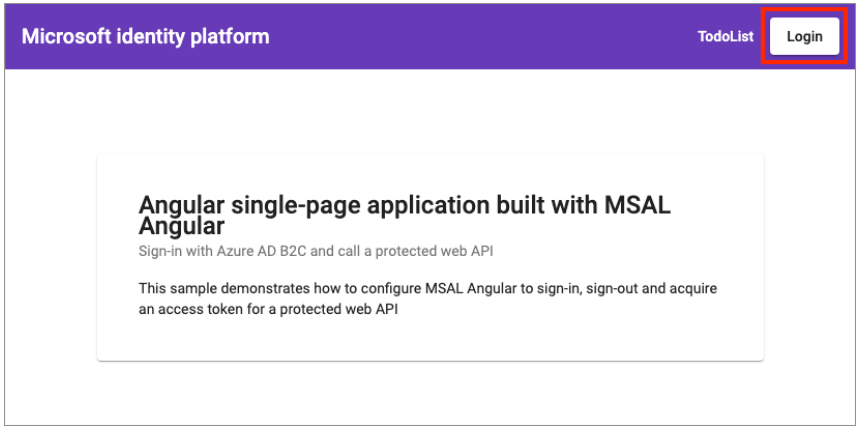 Microsoft identity platform
TodoList
Login
Angular single-page application built with MSAL
Angular
Sign-in with Azure AD B2C and call a protected web API
This sample demonstrates how to configure MSAL Angular to sign-in, sign-out and acquire
an access token for a protected web API